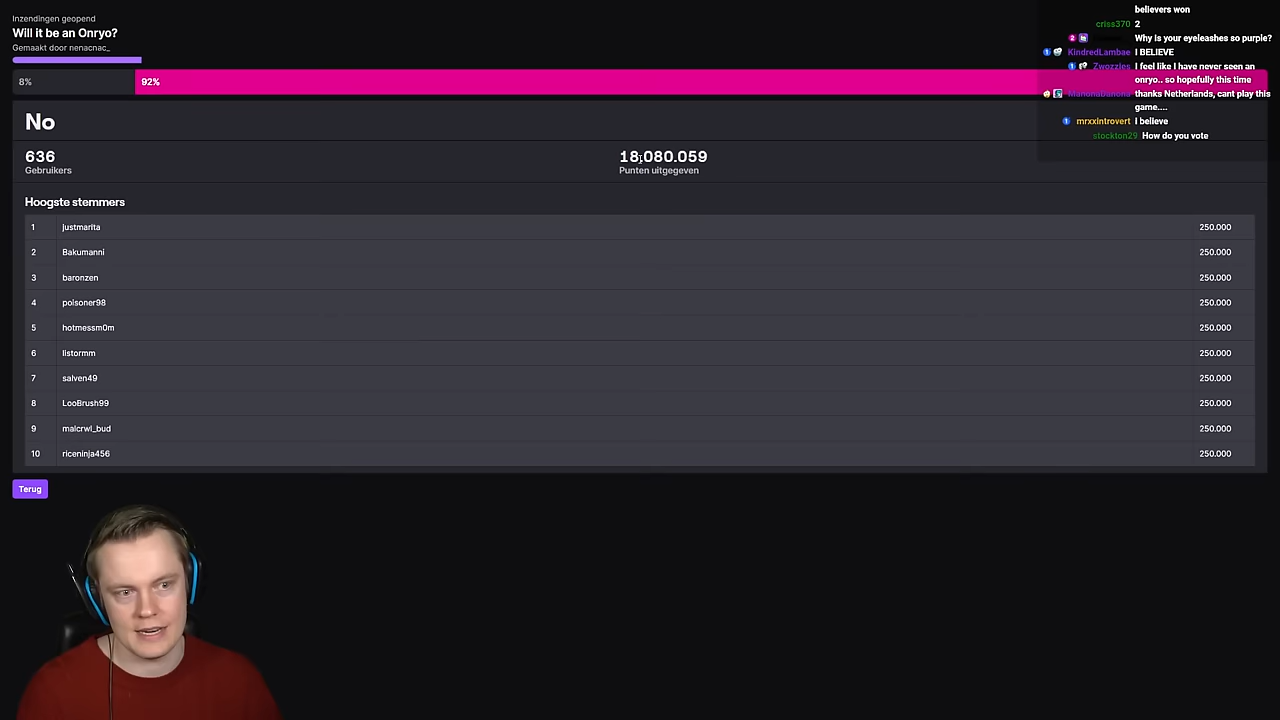 Inzendingen geopend
Will it be an Onryo?
Gemaakt door nenacnac_
8%
92%
No
636
Gebruikers
18.080.059
Punten uitgegeven
Hoogste stemmers
1 justmarita 250.000
2 Bakumanni 250.000
3 baronzen 250.000
4 poisoner98 250.000
5 hotmessm0m 250.000
6 listormm 250.000
7 salven49 250.000
8 LooBrush99 250.000
9 malcrwl_bud 250.000
10 riceninja456 250.000
Terug
believers won
criss370 2
Why is your eyeleashes so purple?
KindredLambae I BELIEVE
Zwozzles I feel like I have never seen an
onryo.. so hopefully this time
thanks Netherlands, cant play this
game....
mrxxintrovert I believe
stockton29 How do you vote